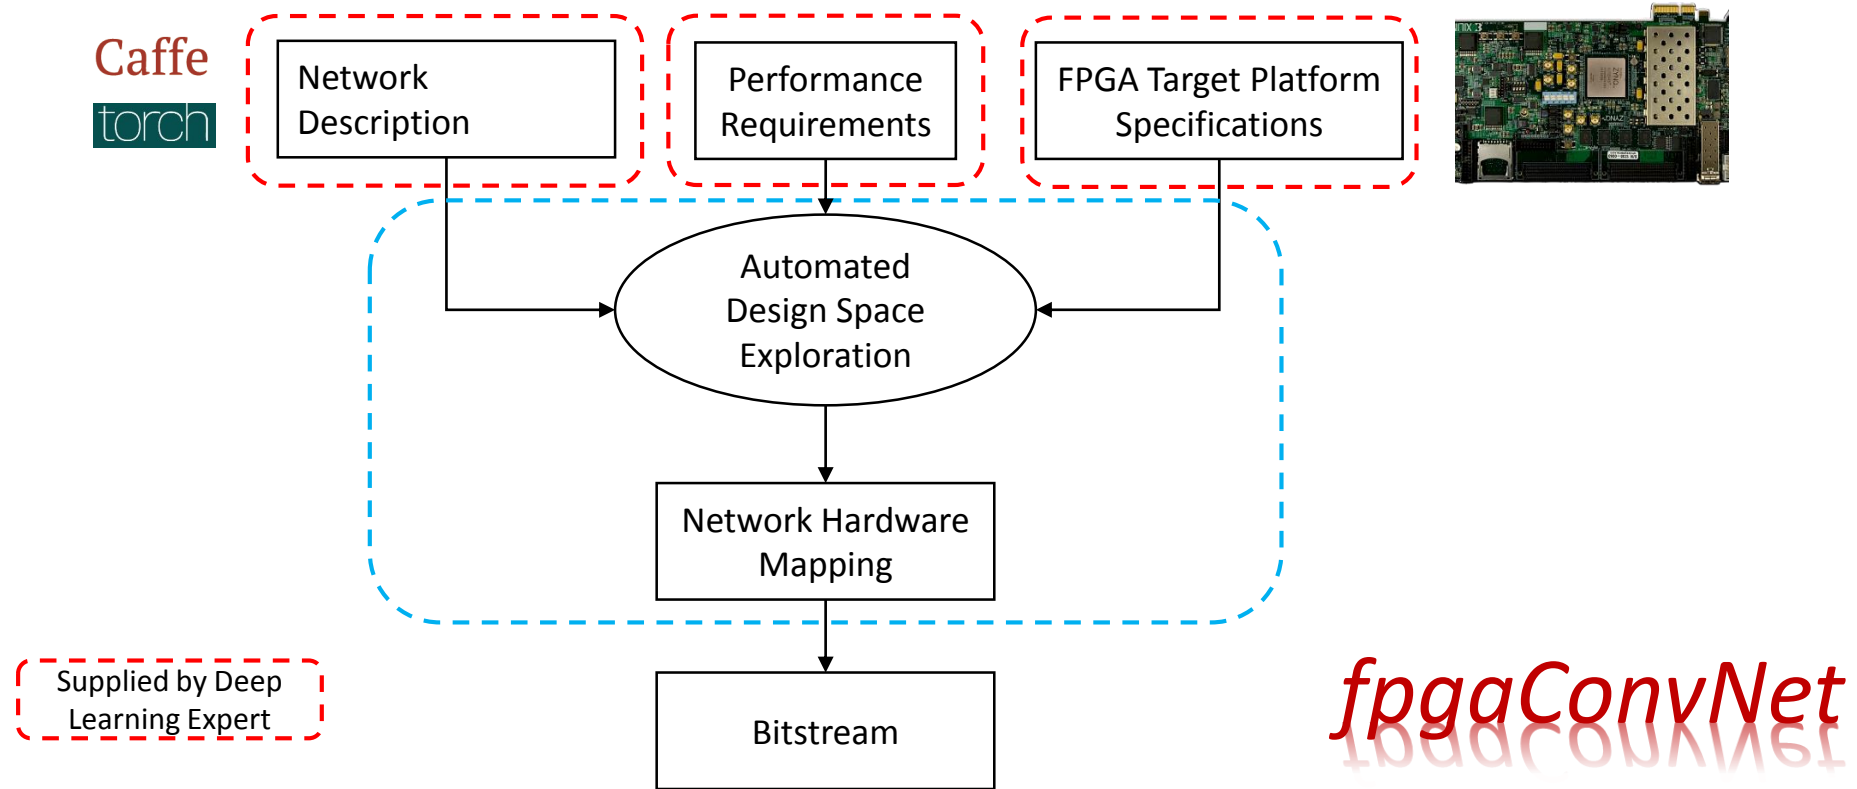 Caffe
torch
Network
Description
Performance
Requirements
FPGA Target Platform
Specifications
Automated
Design Space
Exploration
Network Hardware
Mapping
Bitstream
Supplied by Deep
Learning Expert
fpgaConvNet